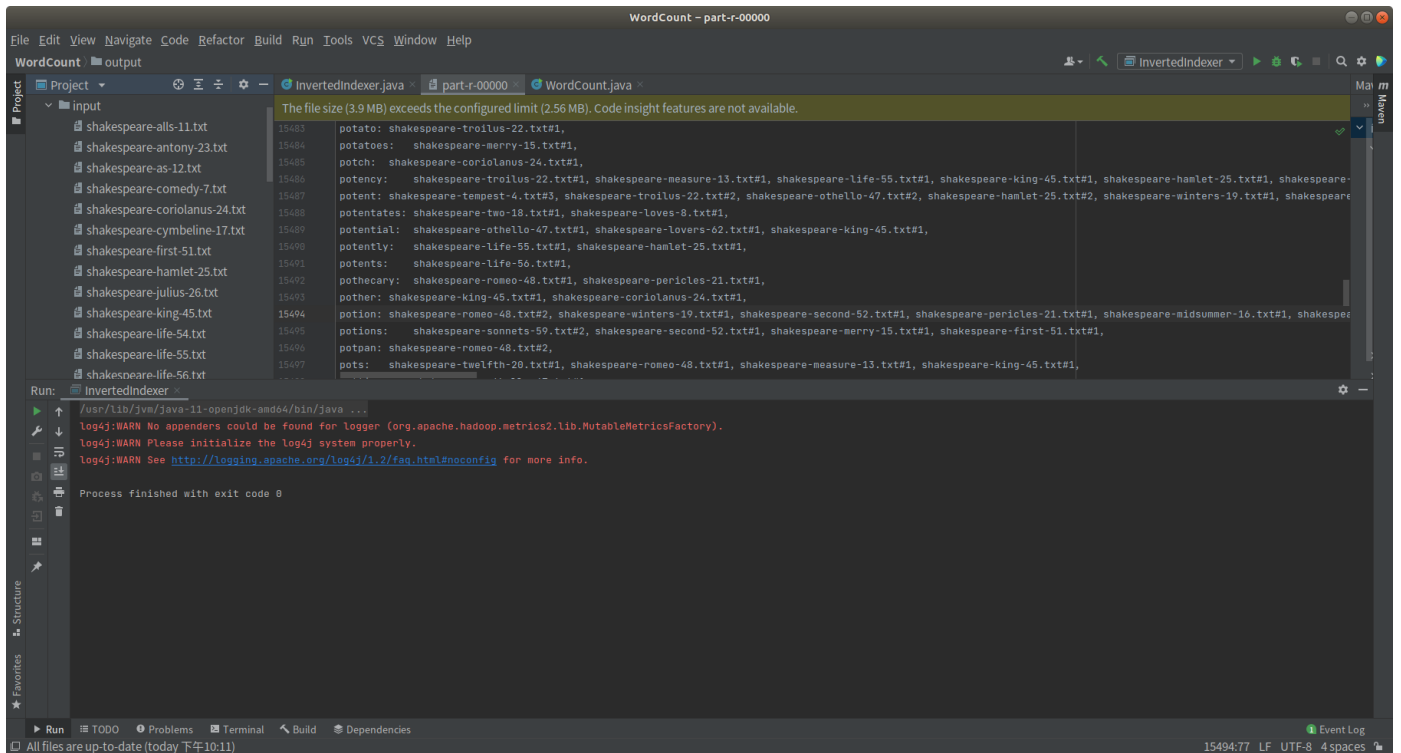 WordCount – part-r-00000
File Edit View Navigate Code Refactor Build Run Tools VCS Window Help
WordCount output InvertedIndexer
Project InvertedIndexer.java part-r-00000 WordCount.java
input
shakespeare-alls-11.txt
shakespeare-antony-23.txt
shakespeare-as-12.txt
shakespeare-comedy-7.txt
shakespeare-coriolanus-24.txt
shakespeare-cymbeline-17.txt
shakespeare-first-51.txt
shakespeare-hamlet-25.txt
shakespeare-julius-26.txt
shakespeare-king-45.txt
shakespeare-life-54.txt
shakespeare-life-55.txt
shakespeare-life-56.txt
The file size (3.9 MB) exceeds the configured limit (2.56 MB). Code insight features are not available.
15483 potato: shakespeare-troilus-22.txt#1,
15484 potatoes: shakespeare-merry-15.txt#1,
15485 potch: shakespeare-coriolanus-24.txt#1,
15486 potency: shakespeare-troilus-22.txt#1, shakespeare-measure-13.txt#1, shakespeare-life-55.txt#1, shakespeare-king-45.txt#1, shakespeare-hamlet-25.txt#1, shakespeare-
15487 potent: shakespeare-tempest-4.txt#3, shakespeare-troilus-22.txt#2, shakespeare-othello-47.txt#2, shakespeare-hamlet-25.txt#2, shakespeare-winters-19.txt#1, shakespeare
15488 potentates: shakespeare-two-18.txt#1, shakespeare-loves-8.txt#1,
15489 potential: shakespeare-othello-47.txt#1, shakespeare-lovers-62.txt#1, shakespeare-king-45.txt#1,
15490 potently: shakespeare-life-55.txt#1, shakespeare-hamlet-25.txt#1,
15491 potents: shakespeare-life-56.txt#1,
15492 pothecary: shakespeare-romeo-48.txt#1, shakespeare-pericles-21.txt#1,
15493 pother: shakespeare-king-45.txt#1, shakespeare-coriolanus-24.txt#1,
15494 potion: shakespeare-romeo-48.txt#2, shakespeare-winters-19.txt#1, shakespeare-second-52.txt#1, shakespeare-pericles-21.txt#1, shakespeare-midsummer-16.txt#1, shakespea
15495 potions: shakespeare-sonnets-59.txt#2, shakespeare-second-52.txt#1, shakespeare-merry-15.txt#1, shakespeare-first-51.txt#1,
15496 potpan: shakespeare-romeo-48.txt#2,
15497 pots: shakespeare-twelfth-20.txt#1, shakespeare-romeo-48.txt#1, shakespeare-measure-13.txt#1, shakespeare-king-45.txt#1,
Project
Ma
m
Maven
Run: InvertedIndexer
/usr/lib/jvm/java-11-openjdk-amd64/bin/java ...
log4j:WARN No appenders could be found for logger (org.apache.hadoop.metrics2.lib.MutableMetricsFactory).
log4j:WARN Please initialize the log4j system properly.
log4j:WARN See http://logging.apache.org/log4j/1.2/faq.html#noconfig for more info.
Process finished with exit code 0
Structure
Favorites
Run TODO Problems Terminal Build Dependencies 1 Event Log
All files are up-to-date (today 下午10:11) 15494:77 LF UTF-8 4 spaces